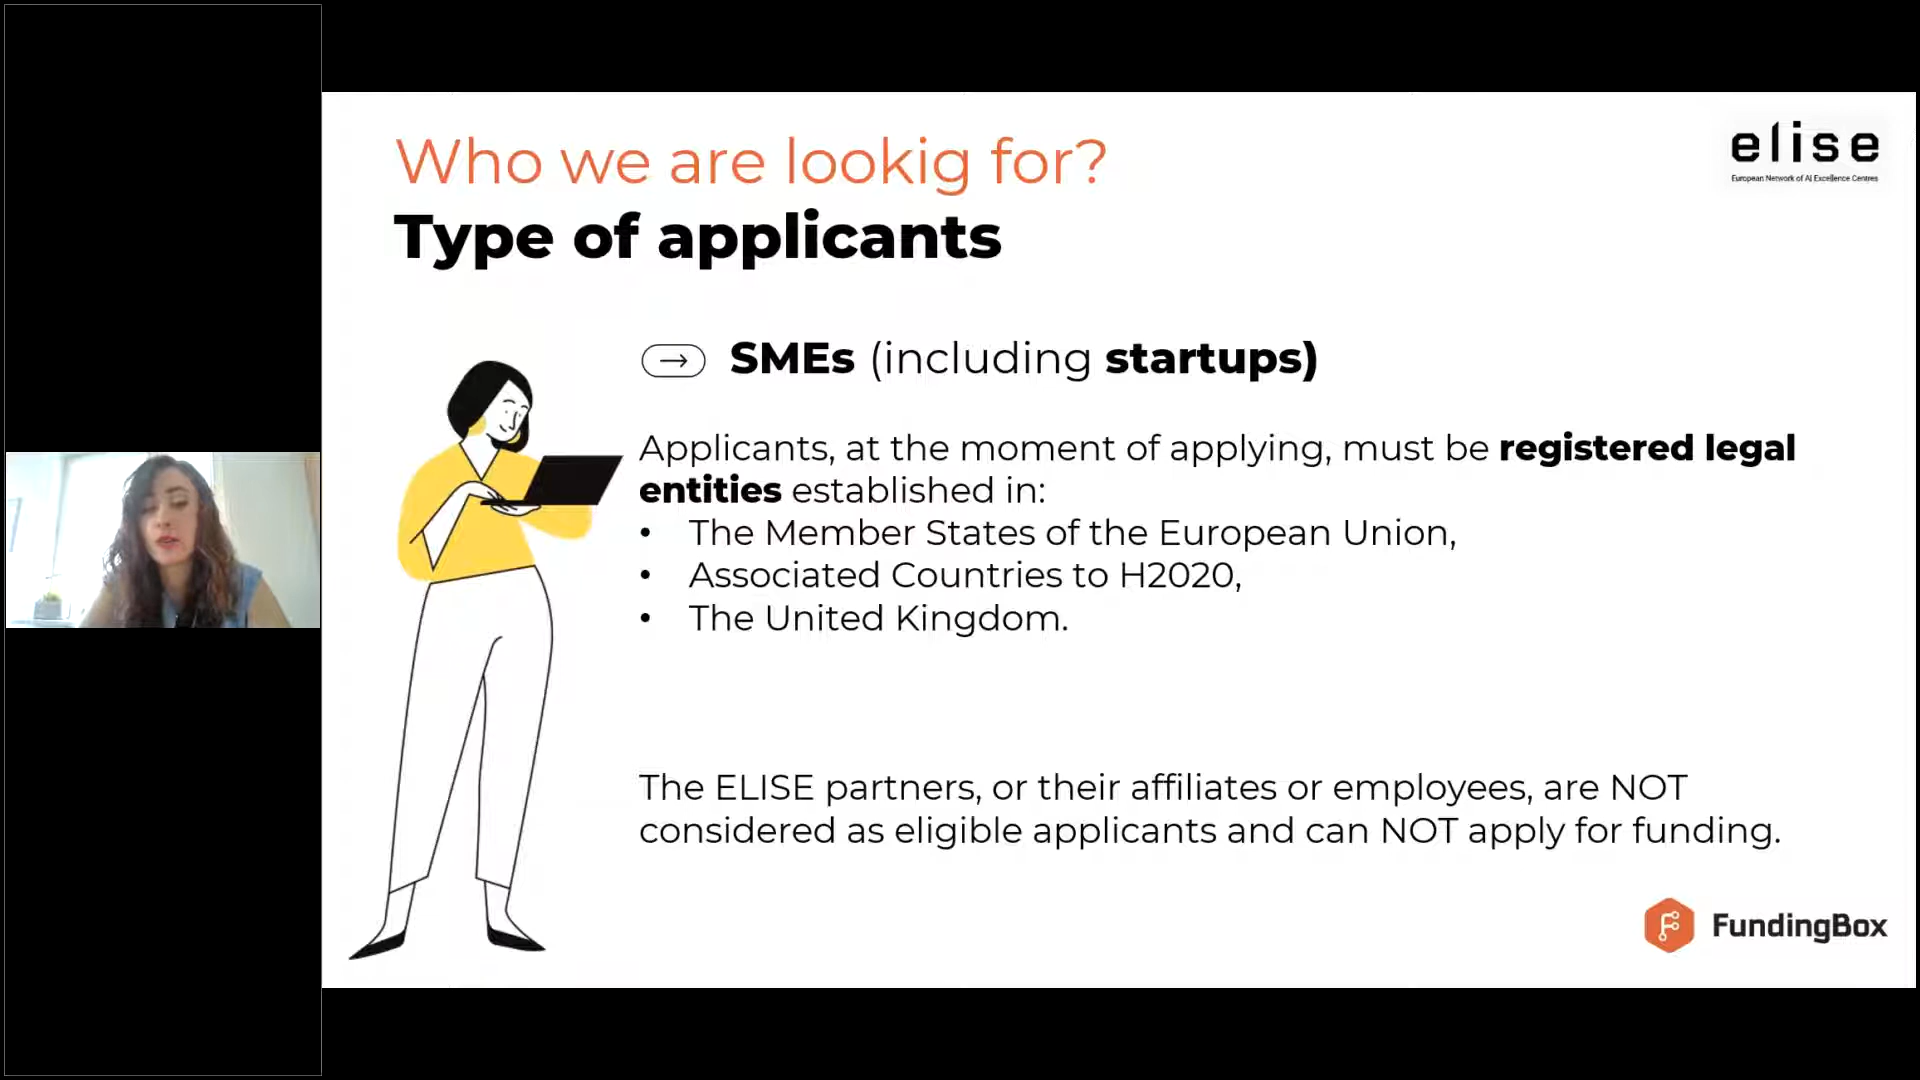 Who we are lookig for?
Type of applicants
elise
European Network of AI Excellence Centres
→ SMEs (including startups)
Applicants, at the moment of applying, must be registered legal
entities established in:
• The Member States of the European Union,
• Associated Countries to H2020,
• The United Kingdom.
The ELISE partners, or their affiliates or employees, are NOT
considered as eligible applicants and can NOT apply for funding.
FundingBox